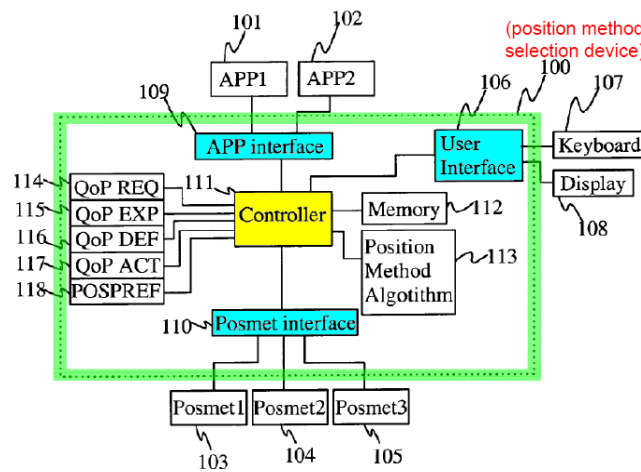 101
102
(position method
selection device)
APP1
APP2
106
100
107
109
APP interface
User
Interface
Keyboard
114
QoP REQ
111
Display
115
QoP EXP
Controller
Memory
112
108
116
QoP DEF
117
QoP ACT
Position
Method
Algotithm
113
118
POSPREF
110
Posmet interface
Posmet1
Posmet2
Posmet3
103
104
105